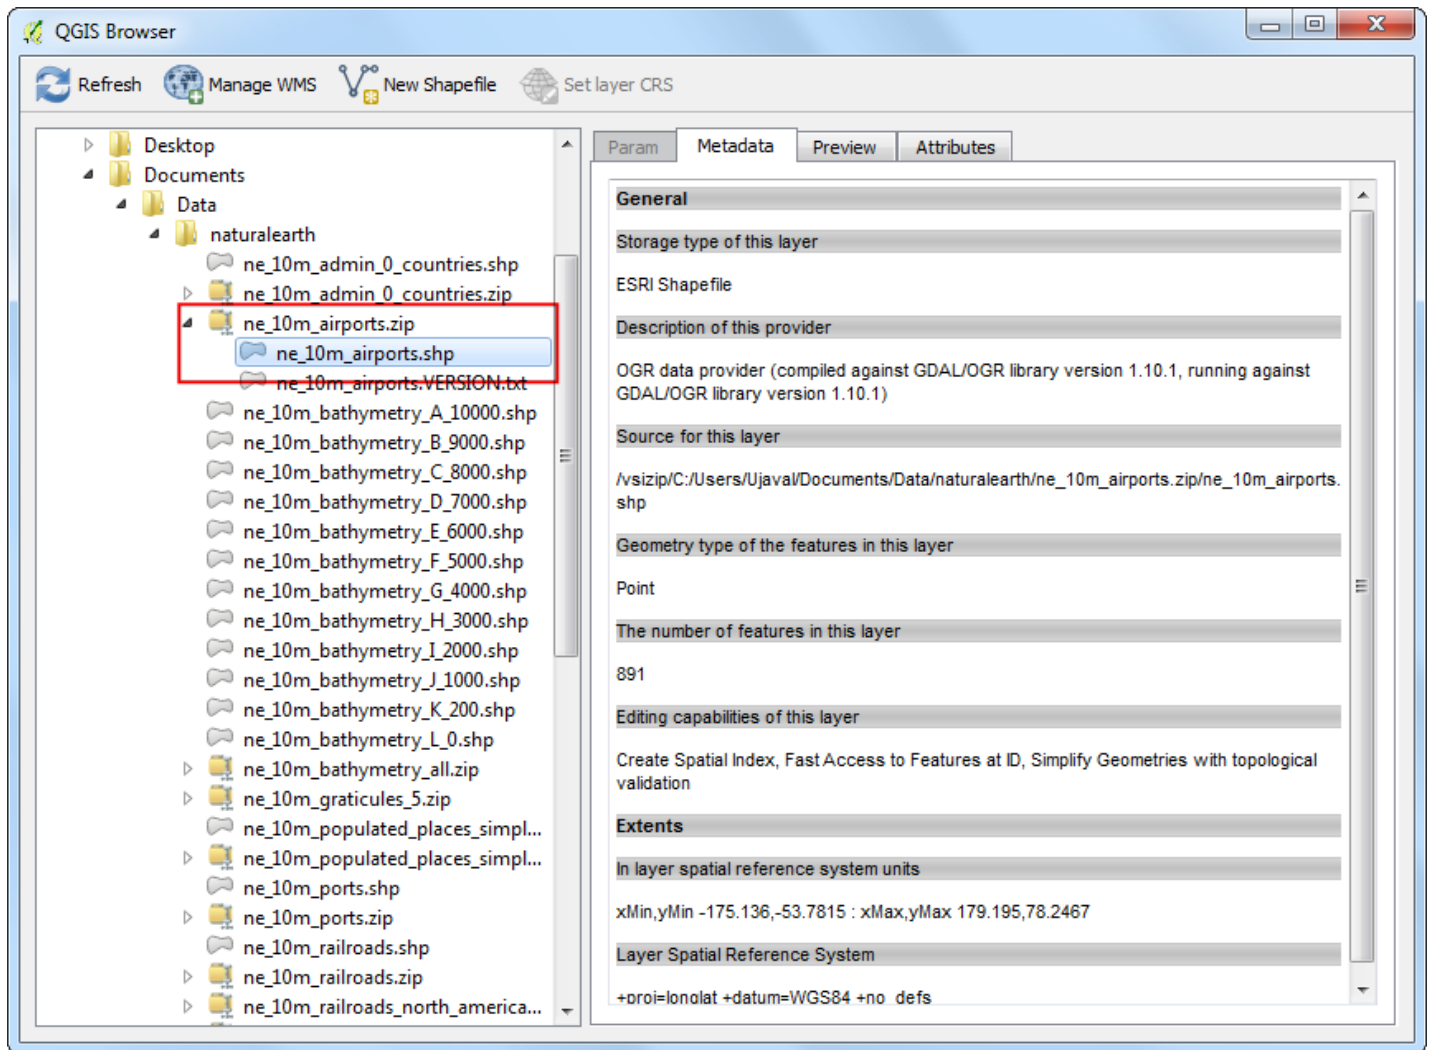 QGIS Browser
Refresh
Manage WMS
New Shapefile
Set layer CRS
Desktop
Documents
Data
naturalearth
ne_10m_admin_0_countries.shp
ne_10m_admin_0_countries.zip
ne_10m_airports.zip
ne_10m_airports.shp
ne_10m_airports.VERSION.txt
ne_10m_bathymetry_A_10000.shp
ne_10m_bathymetry_B_9000.shp
ne_10m_bathymetry_C_8000.shp
ne_10m_bathymetry_D_7000.shp
ne_10m_bathymetry_E_6000.shp
ne_10m_bathymetry_F_5000.shp
ne_10m_bathymetry_G_4000.shp
ne_10m_bathymetry_H_3000.shp
ne_10m_bathymetry_I_2000.shp
ne_10m_bathymetry_J_1000.shp
ne_10m_bathymetry_K_200.shp
ne_10m_bathymetry_L_0.shp
ne_10m_bathymetry_all.zip
ne_10m_graticules_5.zip
ne_10m_populated_places_simpl...
ne_10m_populated_places_simpl...
ne_10m_ports.shp
ne_10m_ports.zip
ne_10m_railroads.shp
ne_10m_railroads.zip
ne_10m_railroads_north_america...
Param
Metadata
Preview
Attributes
General
Storage type of this layer
ESRI Shapefile
Description of this provider
OGR data provider (compiled against GDAL/OGR library version 1.10.1, running against
GDAL/OGR library version 1.10.1)
Source for this layer
/vsizip/C:/Users/Ujaval/Documents/Data/naturalearth/ne_10m_airports.zip/ne_10m_airports.
shp
Geometry type of the features in this layer
Point
The number of features in this layer
891
Editing capabilities of this layer
Create Spatial Index, Fast Access to Features at ID, Simplify Geometries with topological
validation
Extents
In layer spatial reference system units
xMin,yMin -175.136,-53.7815 : xMax,yMax 179.195,78.2467
Layer Spatial Reference System
+proj=longlat +datum=WGS84 +no_defs